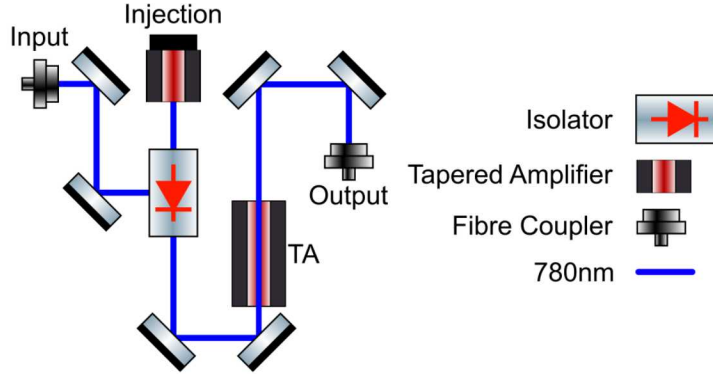 Injection
Input
Output
TA
Isolator
Tapered Amplifier
Fibre Coupler
780nm